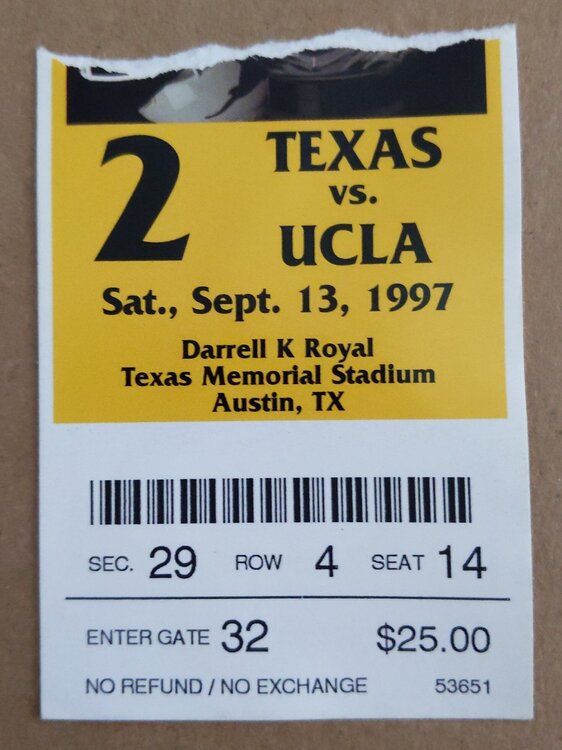 2
TEXAS
vs.
UCLA
Sat., Sept. 13, 1997
Darrell K Royal
Texas Memorial Stadium
Austin, TX
SEC. 29 ROW 4 SEAT 14
ENTER GATE 32 $25.00
NO REFUND / NO EXCHANGE 53651